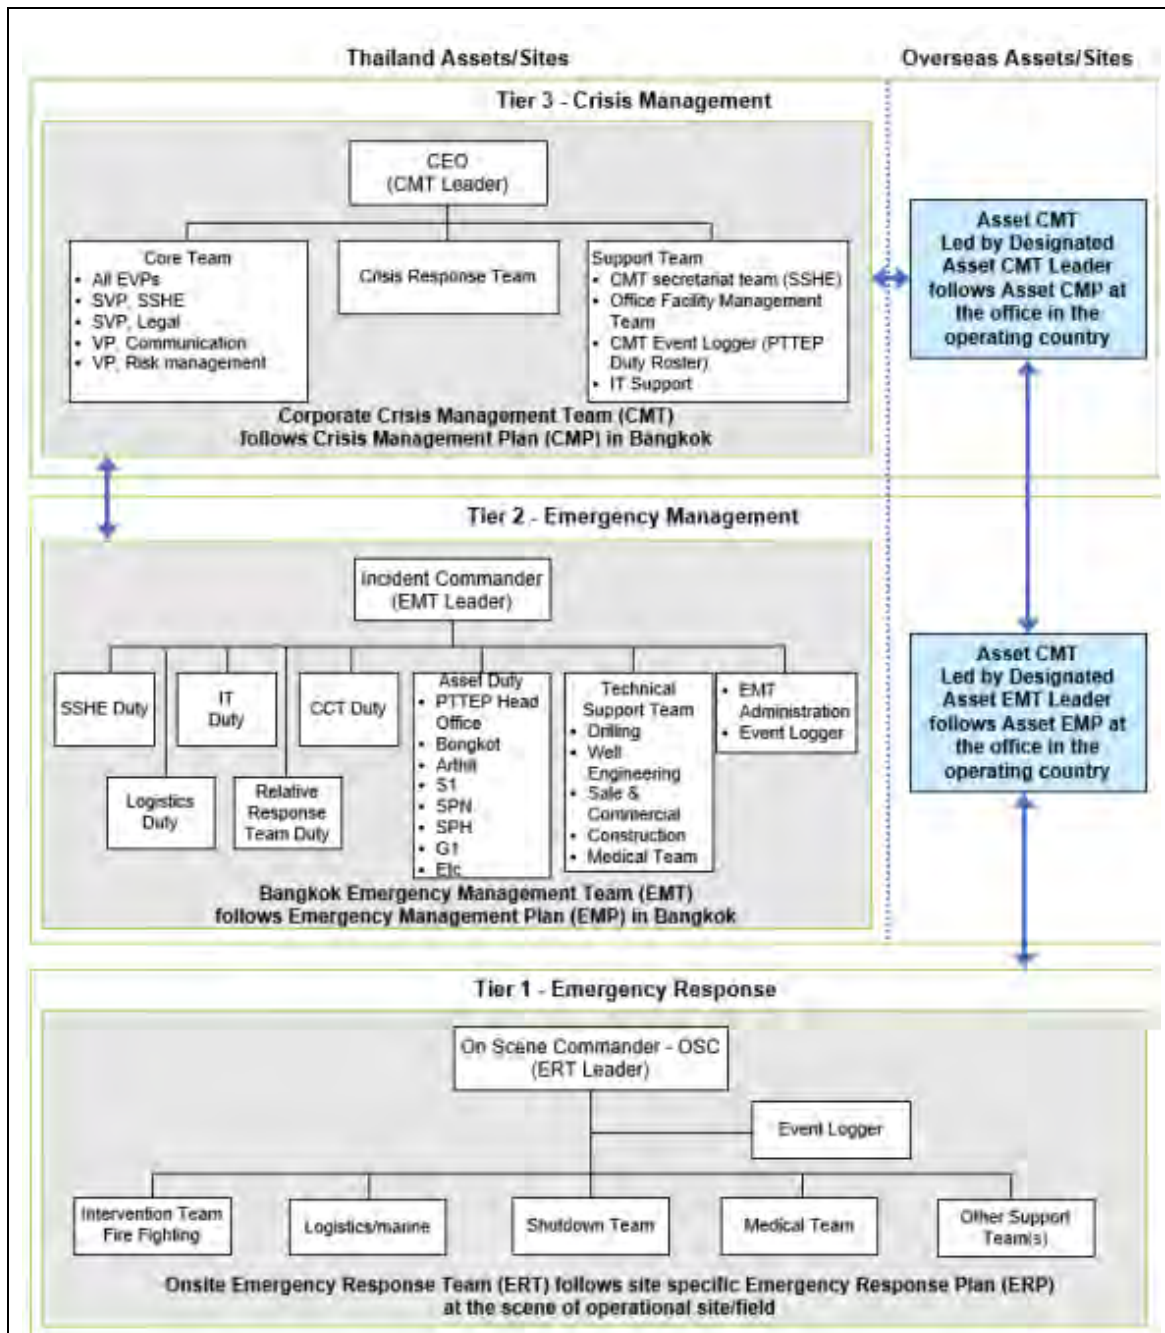 Thailand Assets/Sites
Overseas Assets/Sites
Tier 3 - Crisis Management
CEO
(CMT Leader)
Core Team
• All EVPs
• SVP, SSHE
• SVP, Legal
• VP, Communication
• VP, Risk management
Crisis Response Team
Support Team
• CMT secretariat team (SSHE)
• Office Facility Management
Team
• CMT Event Logger (PTTEP
Duty Roster)
• IT Support
Corporate Crisis Management Team (CMT)
follows Crisis Management Plan (CMP) in Bangkok
Asset CMT
Led by Designated
Asset CMT Leader
follows Asset CMP at
the office in the
operating country
Tier 2 - Emergency Management
Incident Commander
(EMT Leader)
SSHE Duty
Logistics
Duty
IT
Duty
Relative
Response
Team Duty
CCT Duty
Asset Duty
• PTTEP Head
Office
• Bongkot
• Arthit
• S1
• SPN
• SPH
• G1
• Etc
Technical
Support Team
• Drilling
• Well
Engineering
• Sale &
Commercial
• Construction
• Medical Team
• EMT
Administration
• Event Logger
Bangkok Emergency Management Team (EMT)
follows Emergency Management Plan (EMP) in Bangkok
Asset CMT
Led by Designated
Asset EMT Leader
follows Asset EMP at
the office in the
operating country
Tier 1 - Emergency Response
On Scene Commander - OSC
(ERT Leader)
Event Logger
Intervention Team
Fire Fighting
Logistics/marine
Shutdown Team
Medical Team
Other Support
Team(s)
Onsite Emergency Response Team (ERT) follows site specific Emergency Response Plan (ERP)
at the scene of operational site/field